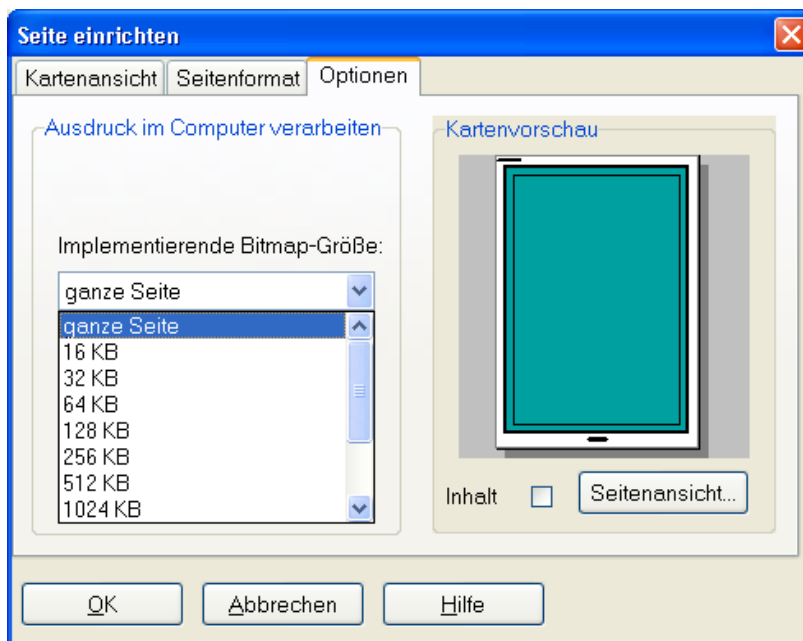 Seite einrichten
Kartenansicht Seitenformat Optionen
Ausdruck im Computer verarbeiten
Implementierende Bitmap-Größe:
ganze Seite
ganze Seite
16 KB
32 KB
64 KB
128 KB
256 KB
512 KB
1024 KB
Kartenvorschau
Inhalt
Seitenansicht...
OK Abbrechen Hilfe